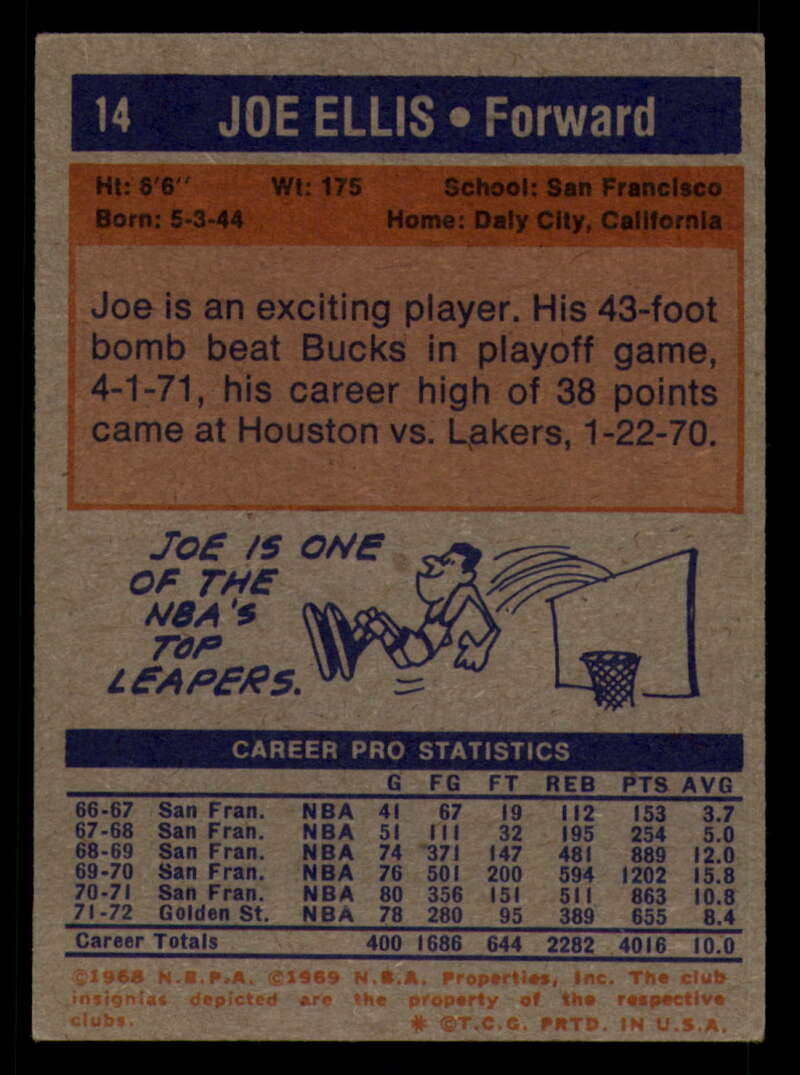 14 JOE ELLIS • Forward
Ht: 6'6" Wt: 175 School: San Francisco
Born: 5-3-44 Home: Daly City, California
Joe is an exciting player. His 43-foot
bomb beat Bucks in playoff game,
4-1-71, his career high of 38 points
came at Houston vs. Lakers, 1-22-70.
JOE IS ONE
OF THE
NBA'S
TOP
LEAPERS.
CAREER PRO STATISTICS
G FG FT REB PTS AVG
66-67 San Fran. NBA 41 67 19 112 153 3.7
67-68 San Fran. NBA 51 111 32 195 254 5.0
68-69 San Fran. NBA 74 371 147 481 889 12.0
69-70 San Fran. NBA 76 501 200 594 1202 15.8
70-71 San Fran. NBA 80 356 151 511 863 10.8
71-72 Golden St. NBA 78 280 95 389 655 8.4
Career Totals 400 1686 644 2282 4016 10.0
©1968 N.B.P.A. ©1969 N.B.A. Properties, Inc. The club
insignias depicted are the property of the respective
clubs. * ©T.C.G. PRTD. IN U.S.A.